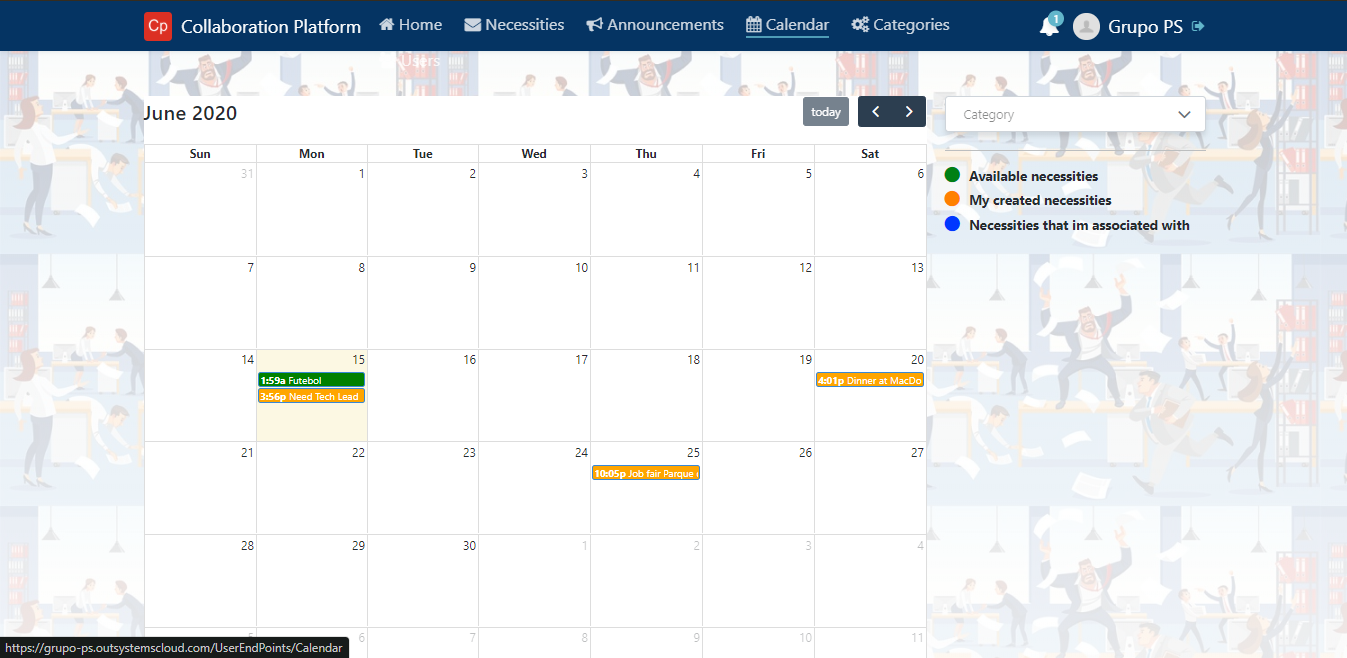 Cp Collaboration Platform Home Necessities Announcements Calendar Categories 1 Grupo PS
Users
June 2020
today
Category
Sun Mon Tue Wed Thu Fri Sat
31 1 2 3 4 5 6
Available necessities
My created necessities
Necessities that im associated with
7 8 9 10 11 12 13
14 15 16 17 18 19 20
1:59a Futebol
3:56p Need Tech Lead
4:01p Dinner at MacDo
21 22 23 24 25 26 27
10:05p Job fair Parque
28 29 30 1 2 3 4
5 6 7 8 9 10 11
https://grupo-ps.outsystemscloud.com/UserEndPoints/Calendar